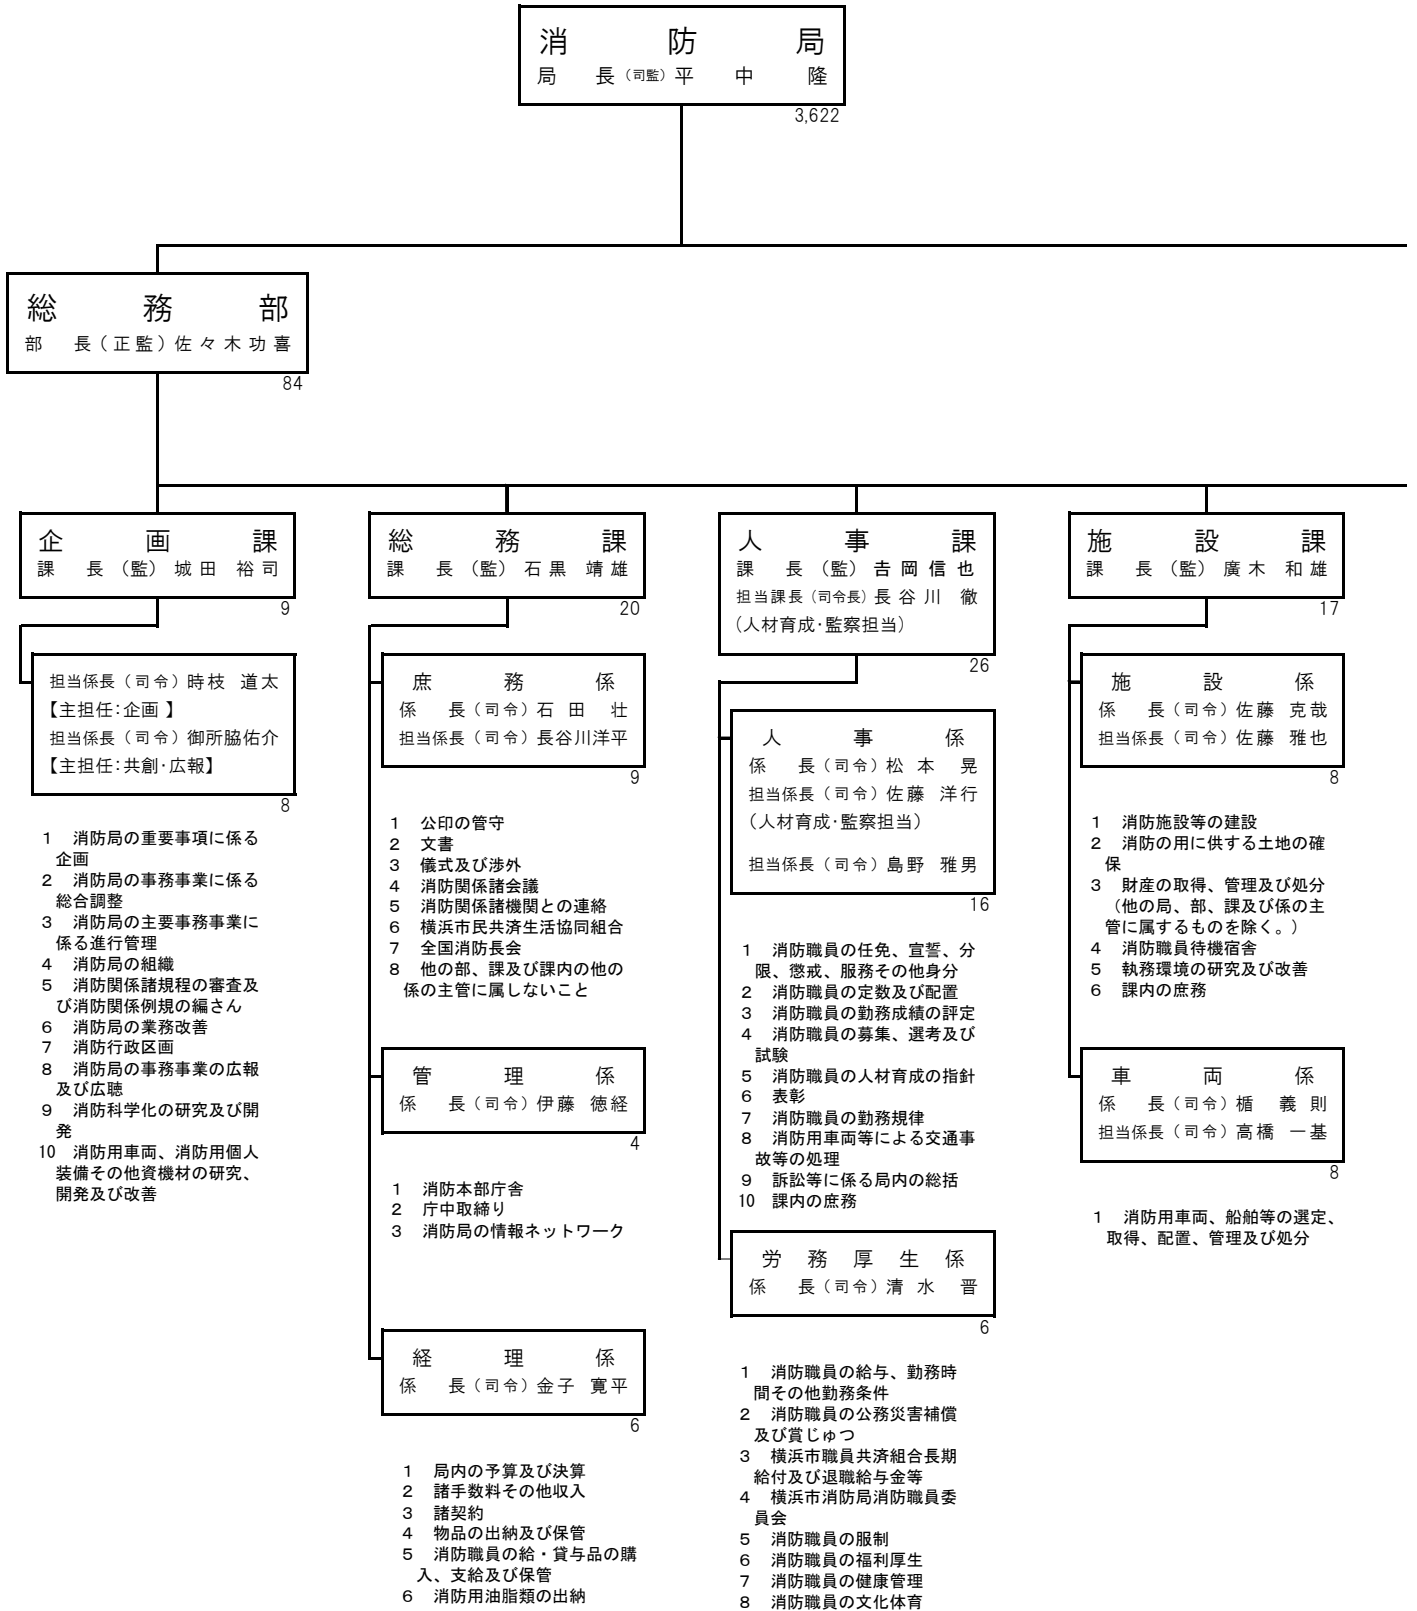 消防局
局長（司監）平中隆
3,622
総務部
部長（正監）佐々木功喜
84
企画課
課長（監）城田裕司
9
担当係長（司令）時枝道太
【主担任:企画 】
担当係長（司令）御所脇佑介
【主担任:共創・広報】
8
1 消防局の重要事項に係る
企画
2 消防局の事務事業に係る
総合調整
3 消防局の主要事務事業に
係る進行管理
4 消防局の組織
5 消防関係諸規程の審査及
び消防関係例規の編さん
6 消防局の業務改善
7 消防行政区画
8 消防局の事務事業の広報
及び広聴
9 消防科学化の研究及び開
発
10 消防用車両、消防用個人
装備その他資機材の研究、
開発及び改善
総務課
課長（監）石黒靖雄
20
庶務係
係長（司令）石田壮
担当係長（司令）長谷川洋平
9
1 公印の管守
2 文書
3 儀式及び渉外
4 消防関係諸会議
5 消防関係諸機関との連絡
6 横浜市民共済生活協同組合
7 全国消防長会
8 他の部、課及び課内の他の
係の主管に属しないこと
管理係
係長（司令）伊藤徳経
4
1 消防本部庁舎
2 庁中取締り
3 消防局の情報ネットワーク
経理係
係長（司令）金子寛平
6
1 局内の予算及び決算
2 諸手数料その他収入
3 諸契約
4 物品の出納及び保管
5 消防職員の給・貸与品の購
入、支給及び保管
6 消防用油脂類の出納
人事課
課長（監）𠮷岡信也
担当課長（司令長）長谷川徹
（人材育成・監察担当）
26
人事係
係長（司令）松本晃
担当係長（司令）佐藤洋行
（人材育成・監察担当）
担当係長（司令）島野雅男
16
1 消防職員の任免、宣誓、分
限、懲戒、服務その他身分
2 消防職員の定数及び配置
3 消防職員の勤務成績の評定
4 消防職員の募集、選考及び
試験
5 消防職員の人材育成の指針
6 表彰
7 消防職員の勤務規律
8 消防用車両等による交通事
故等の処理
9 訴訟等に係る局内の総括
10 課内の庶務
労務厚生係
係長（司令）清水晋
6
1 消防職員の給与、勤務時
間その他勤務条件
2 消防職員の公務災害補償
及び賞じゅつ
3 横浜市職員共済組合長期
給付及び退職給与金等
4 横浜市消防局消防職員委
員会
5 消防職員の服制
6 消防職員の福利厚生
7 消防職員の健康管理
8 消防職員の文化体育
施設課
課長（監）廣木和雄
17
施設係
係長（司令）佐藤克哉
担当係長（司令）佐藤雅也
8
1 消防施設等の建設
2 消防の用に供する土地の確
保
3 財産の取得、管理及び処分
（他の局、部、課及び係の主
管に属するものを除く。）
4 消防職員待機宿舎
5 執務環境の研究及び改善
6 課内の庶務
車両係
係長（司令）楯義則
担当係長（司令）高橋一基
8
1 消防用車両、船舶等の選定、
取得、配置、管理及び処分